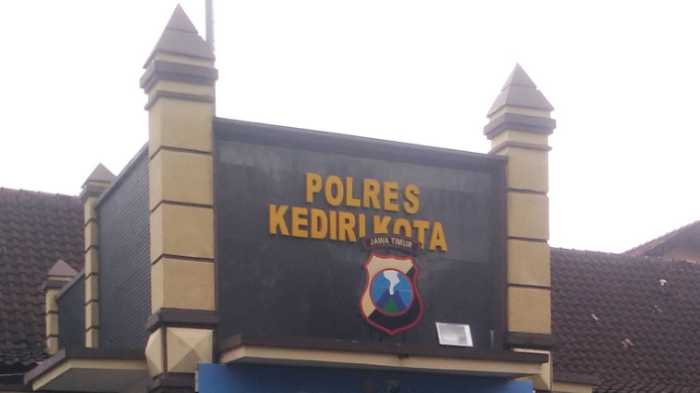 POLRES
KEDIRI KOTA
JAWA TIMUR